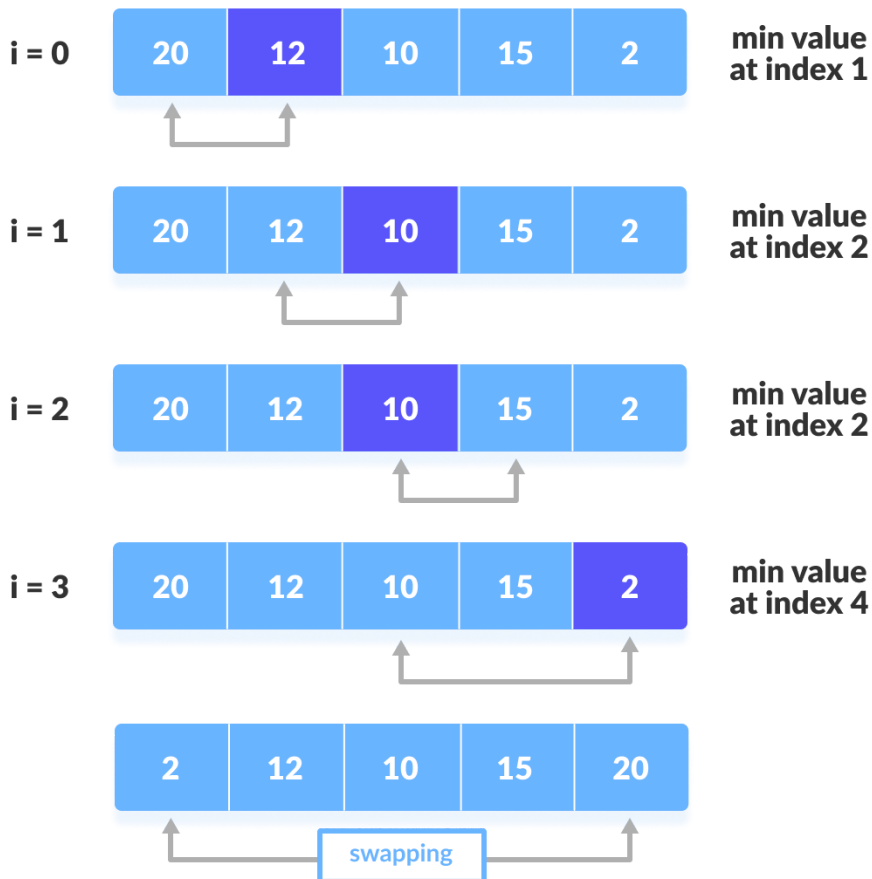 i = 0 20 12 10 15 2 min value
at index 1
i = 1 20 12 10 15 2 min value
at index 2
i = 2 20 12 10 15 2 min value
at index 2
i = 3 20 12 10 15 2 min value
at index 4
2 12 10 15 20
swapping